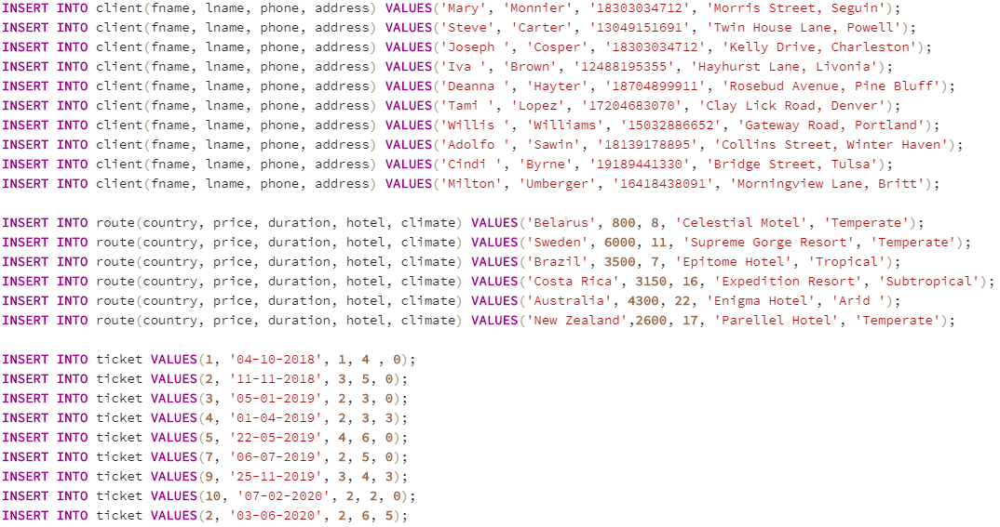 INSERT INTO client(fname, lname, phone, address) VALUES('Mary', 'Monnier', '18303034712', 'Morris Street, Seguin');
INSERT INTO client(fname, lname, phone, address) VALUES('Steve', 'Carter', '13049151691', 'Twin House Lane, Powell');
INSERT INTO client(fname, lname, phone, address) VALUES('Joseph ', 'Cosper', '18303034712', 'Kelly Drive, Charleston');
INSERT INTO client(fname, lname, phone, address) VALUES('Iva ', 'Brown', '12488195355', 'Hayhurst Lane, Livonia');
INSERT INTO client(fname, lname, phone, address) VALUES('Deanna ', 'Hayter', '18704899911', 'Rosebud Avenue, Pine Bluff');
INSERT INTO client(fname, lname, phone, address) VALUES('Tami ', 'Lopez', '17204683070', 'Clay Lick Road, Denver');
INSERT INTO client(fname, lname, phone, address) VALUES('Willis ', 'Williams', '15032886652', 'Gateway Road, Portland');
INSERT INTO client(fname, lname, phone, address) VALUES('Adolfo ', 'Sawin', '18139178895', 'Collins Street, Winter Haven');
INSERT INTO client(fname, lname, phone, address) VALUES('Cindi ', 'Byrne', '19189441330', 'Bridge Street, Tulsa');
INSERT INTO client(fname, lname, phone, address) VALUES('Milton', 'Umberger', '16418438091', 'Morningview Lane, Britt');
INSERT INTO route(country, price, duration, hotel, climate) VALUES('Belarus', 800, 8, 'Celestial Motel', 'Temperate');
INSERT INTO route(country, price, duration, hotel, climate) VALUES('Sweden', 6000, 11, 'Supreme Gorge Resort', 'Temperate');
INSERT INTO route(country, price, duration, hotel, climate) VALUES('Brazil', 3500, 7, 'Epitome Hotel', 'Tropical');
INSERT INTO route(country, price, duration, hotel, climate) VALUES('Costa Rica', 3150, 16, 'Expedition Resort', 'Subtropical');
INSERT INTO route(country, price, duration, hotel, climate) VALUES('Australia', 4300, 22, 'Enigma Hotel', 'Arid ');
INSERT INTO route(country, price, duration, hotel, climate) VALUES('New Zealand',2600, 17, 'Parellel Hotel', 'Temperate');
INSERT INTO ticket VALUES(1, '04-10-2018', 1, 4 , 0);
INSERT INTO ticket VALUES(2, '11-11-2018', 3, 5, 0);
INSERT INTO ticket VALUES(3, '05-01-2019', 2, 3, 0);
INSERT INTO ticket VALUES(4, '01-04-2019', 2, 3, 3);
INSERT INTO ticket VALUES(5, '22-05-2019', 4, 6, 0);
INSERT INTO ticket VALUES(7, '06-07-2019', 2, 5, 0);
INSERT INTO ticket VALUES(9, '25-11-2019', 3, 4, 3);
INSERT INTO ticket VALUES(10, '07-02-2020', 2, 2, 0);
INSERT INTO ticket VALUES(2, '03-06-2020', 2, 6, 5);